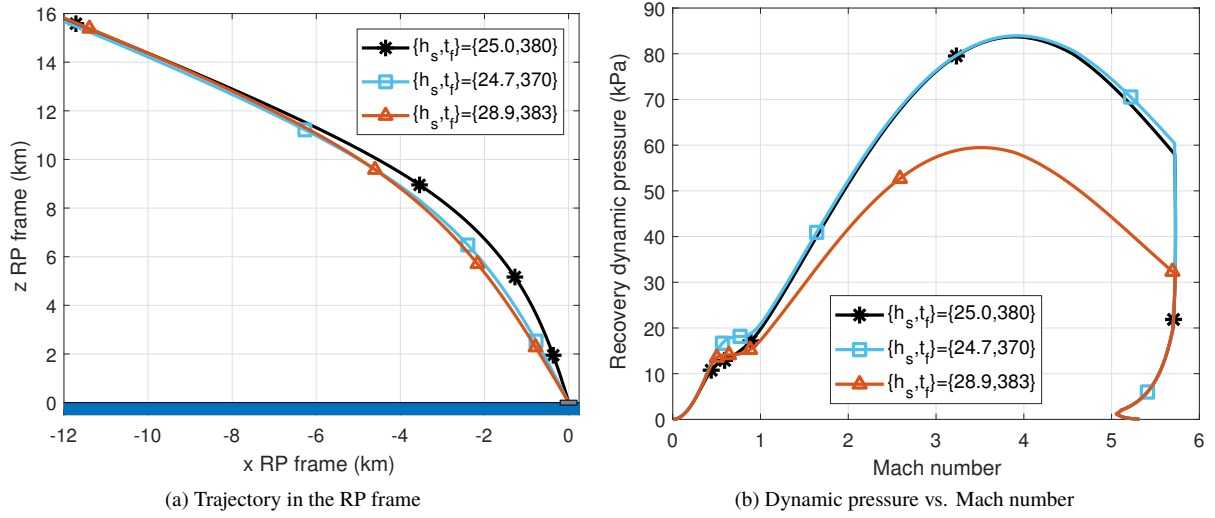 16
14
12
10
8
6
4
2
0
z RP frame (km)
-12
-10
-8
-6
-4
-2
0
x RP frame (km)
{h_s,t_f}={25.0,380}
{h_s,t_f}={24.7,370}
{h_s,t_f}={28.9,383}
(a) Trajectory in the RP frame
90
80
70
60
50
40
30
20
10
0
Recovery dynamic pressure (kPa)
0
1
2
3
4
5
6
Mach number
{h_s,t_f}={25.0,380}
{h_s,t_f}={24.7,370}
{h_s,t_f}={28.9,383}
(b) Dynamic pressure vs. Mach number